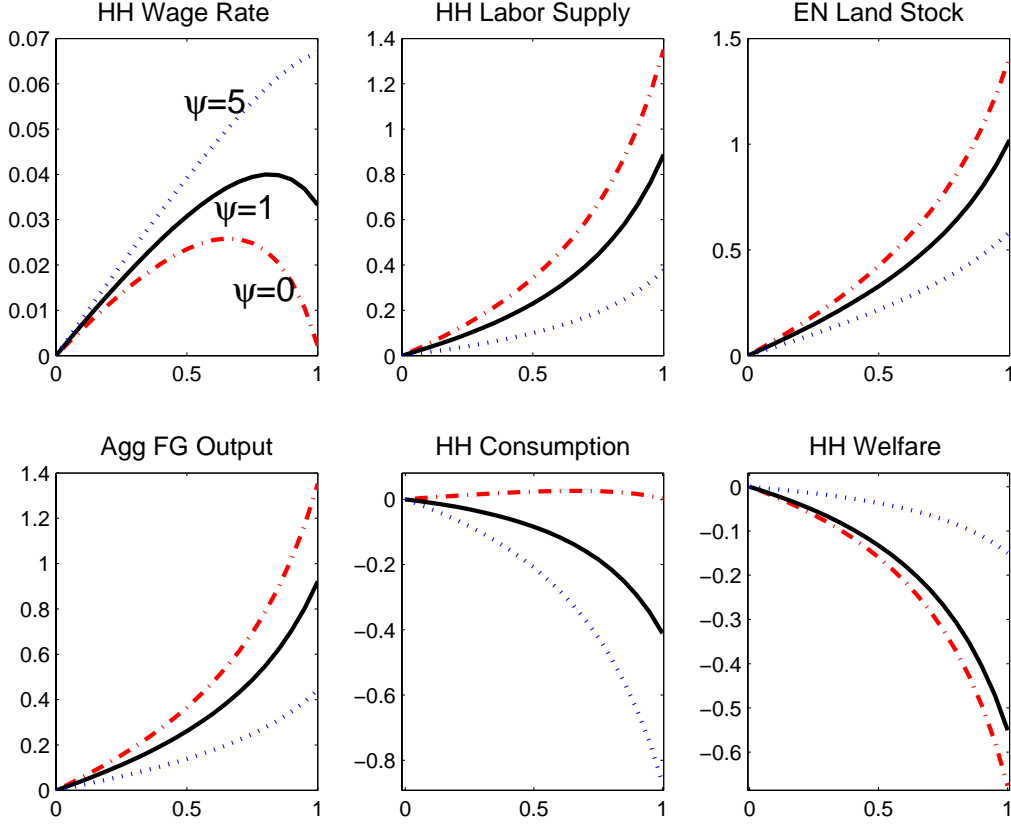 HH Wage Rate
0.07
0.06
0.05
0.04
0.03
0.02
0.01
0
0 0.5 1
ψ=5
ψ=1
ψ=0
HH Labor Supply
1.4
1.2
1
0.8
0.6
0.4
0.2
0
0 0.5 1
EN Land Stock
1.5
1
0.5
0
0 0.5 1
Agg FG Output
1.4
1.2
1
0.8
0.6
0.4
0.2
0
0 0.5 1
HH Consumption
0
−0.2
−0.4
−0.6
−0.8
0 0.5 1
HH Welfare
0
−0.1
−0.2
−0.3
−0.4
−0.5
−0.6
0 0.5 1